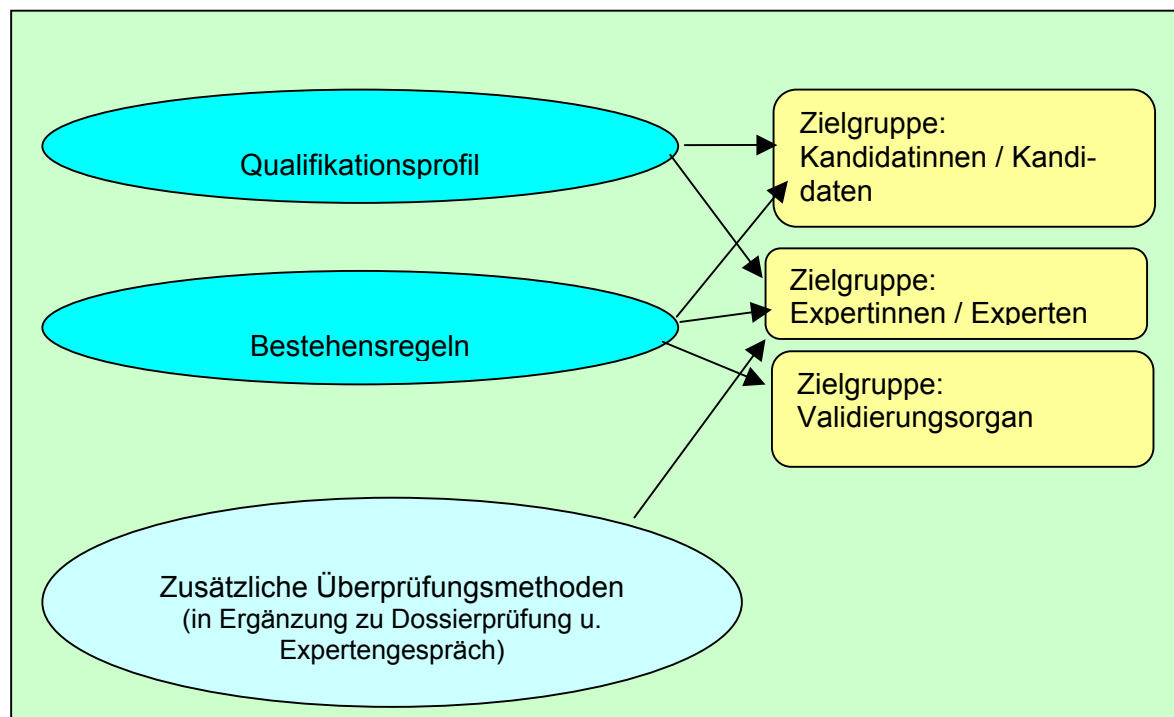 Qualifikationsprofil
Zielgruppe:
Kandidatinnen / Kandi-
daten
Bestehensregeln
Zielgruppe:
Expertinnen / Experten
Zielgruppe:
Validierungsorgan
Zusätzliche Überprüfungsmethoden
(in Ergänzung zu Dossierprüfung u.
Expertengespräch)